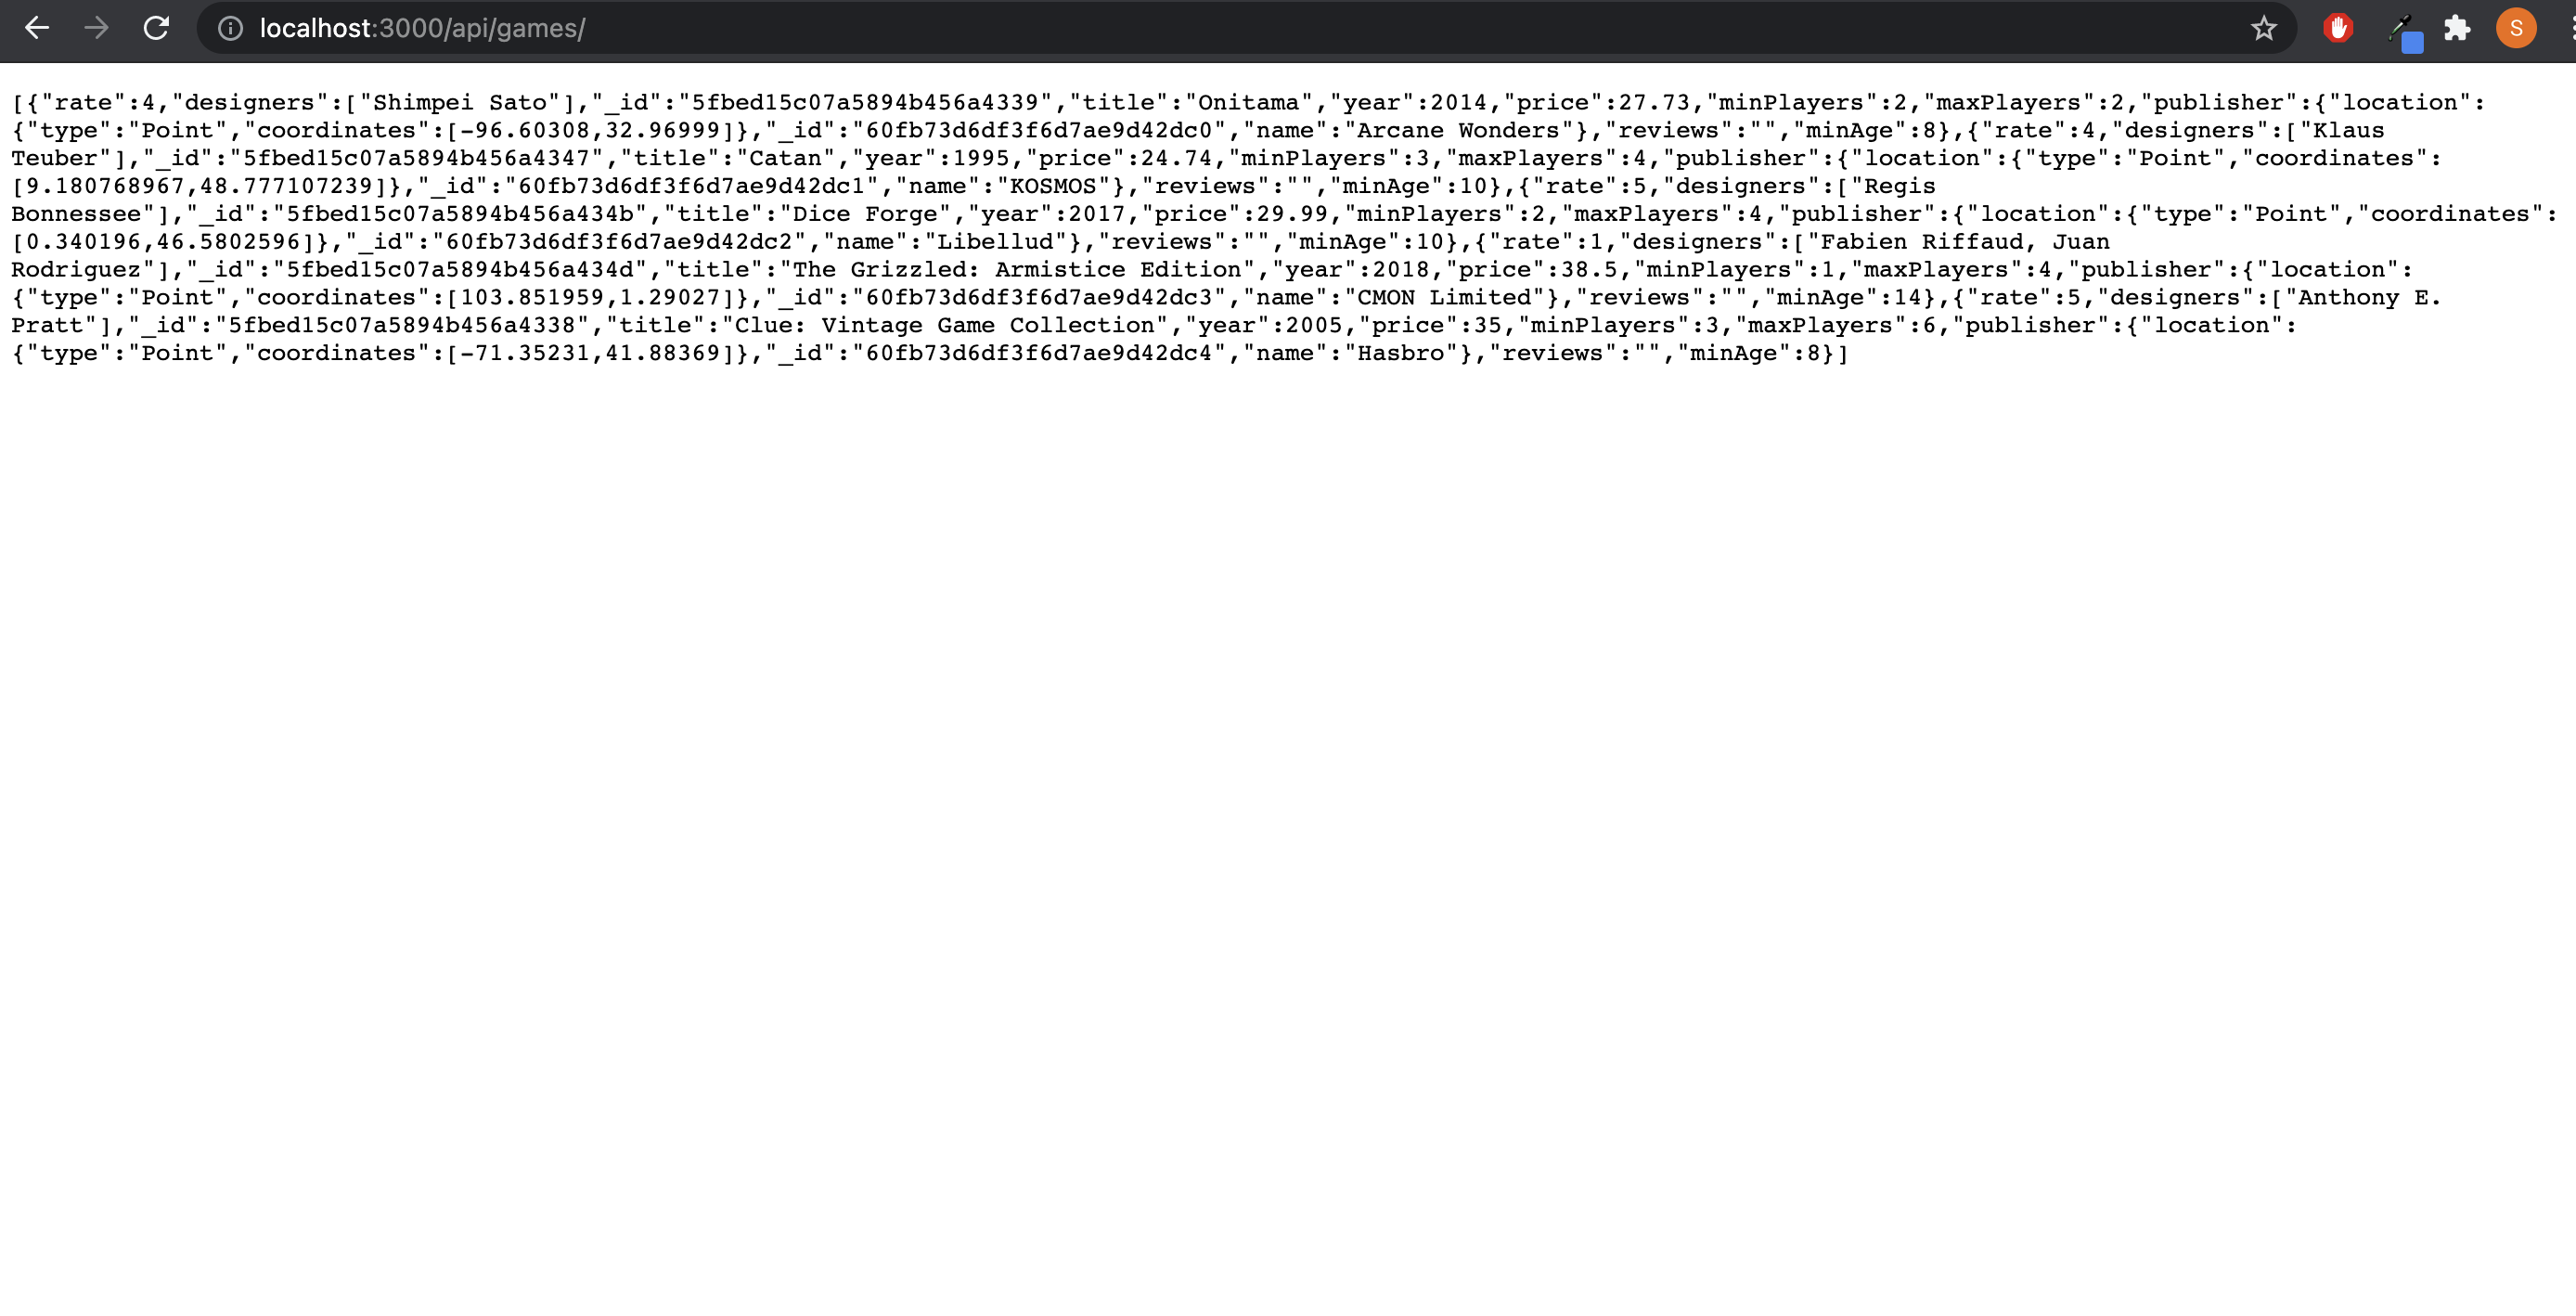 localhost:3000/api/games/
S
[{"rate":4,"designers":["Shimpei Sato"],"_id":"5fbed15c07a5894b456a4339","title":"Onitama","year":2014,"price":27.73,"minPlayers":2,"maxPlayers":2,"publisher":{"location":
{"type":"Point","coordinates":[-96.60308,32.96999]},"_id":"60fb73d6df3f6d7ae9d42dc0","name":"Arcane Wonders"},"reviews":"","minAge":8},{"rate":4,"designers":["Klaus
Teuber"],"_id":"5fbed15c07a5894b456a4347","title":"Catan","year":1995,"price":24.74,"minPlayers":3,"maxPlayers":4,"publisher":{"location":{"type":"Point","coordinates":
[9.180768967,48.777107239]},"_id":"60fb73d6df3f6d7ae9d42dc1","name":"KOSMOS"},"reviews":"","minAge":10},{"rate":5,"designers":["Regis
Bonnessee"],"_id":"5fbed15c07a5894b456a434b","title":"Dice Forge","year":2017,"price":29.99,"minPlayers":2,"maxPlayers":4,"publisher":{"location":{"type":"Point","coordinates":
[0.340196,46.5802596]},"_id":"60fb73d6df3f6d7ae9d42dc2","name":"Libellud"},"reviews":"","minAge":10},{"rate":1,"designers":["Fabien Riffaud, Juan
Rodriguez"],"_id":"5fbed15c07a5894b456a434d","title":"The Grizzled: Armistice Edition","year":2018,"price":38.5,"minPlayers":1,"maxPlayers":4,"publisher":{"location":
{"type":"Point","coordinates":[103.851959,1.29027]},"_id":"60fb73d6df3f6d7ae9d42dc3","name":"CMON Limited"},"reviews":"","minAge":14},{"rate":5,"designers":["Anthony E.
Pratt"],"_id":"5fbed15c07a5894b456a4338","title":"Clue: Vintage Game Collection","year":2005,"price":35,"minPlayers":3,"maxPlayers":6,"publisher":{"location":
{"type":"Point","coordinates":[-71.35231,41.88369]},"_id":"60fb73d6df3f6d7ae9d42dc4","name":"Hasbro"},"reviews":"","minAge":8}]